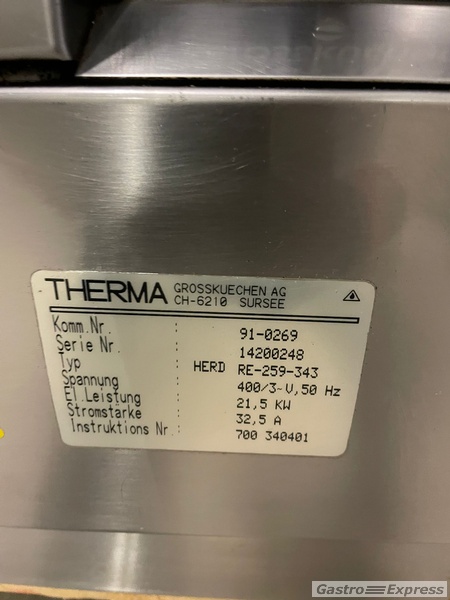 THERMA GROSSKUECHEN AG
CH-6210 SURSEE
Komm.Nr. : 91-0269
Serie Nr. : 14200248
Typ : HERD RE-259-343
Spannung : 400/3~V,50 Hz
El.Leistung : 21,5 KW
Stromstärke : 32,5 A
Instruktions Nr. : 700 340401
Gastro Express